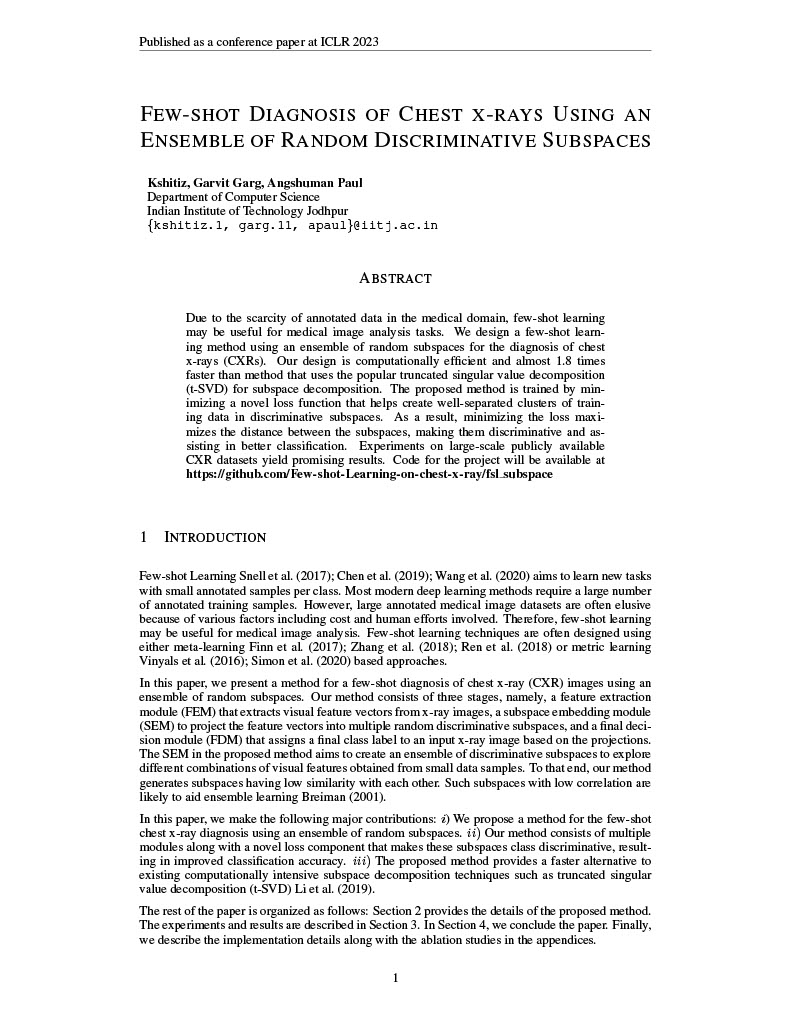 Published as a conference paper at ICLR 2023
FEW-SHOT DIAGNOSIS OF CHEST X-RAYS USING AN
ENSEMBLE OF RANDOM DISCRIMINATIVE SUBSPACES
Kshitiz, Garvit Garg, Angshuman Paul
Department of Computer Science
Indian Institute of Technology Jodhpur
{kshitiz.1, garg.11, apaul}@iitj.ac.in
ABSTRACT
Due to the scarcity of annotated data in the medical domain, few-shot learning
may be useful for medical image analysis tasks. We design a few-shot learn-
ing method using an ensemble of random subspaces for the diagnosis of chest
x-rays (CXRs). Our design is computationally efficient and almost 1.8 times
faster than method that uses the popular truncated singular value decomposition
(t-SVD) for subspace decomposition. The proposed method is trained by min-
imizing a novel loss function that helps create well-separated clusters of train-
ing data in discriminative subspaces. As a result, minimizing the loss maxi-
mizes the distance between the subspaces, making them discriminative and as-
sisting in better classification. Experiments on large-scale publicly available
CXR datasets yield promising results. Code for the project will be available at
https://github.com/Few-shot-Learning-on-chest-x-ray/fsl_subspace
1 INTRODUCTION
Few-shot Learning Snell et al. (2017); Chen et al. (2019); Wang et al. (2020) aims to learn new tasks
with small annotated samples per class. Most modern deep learning methods require a large number
of annotated training samples. However, large annotated medical image datasets are often elusive
because of various factors including cost and human efforts involved. Therefore, few-shot learning
may be useful for medical image analysis. Few-shot learning techniques are often designed using
either meta-learning Finn et al. (2017); Zhang et al. (2018); Ren et al. (2018) or metric learning
Vinyals et al. (2016); Simon et al. (2020) based approaches.
In this paper, we present a method for a few-shot diagnosis of chest x-ray (CXR) images using an
ensemble of random subspaces. Our method consists of three stages, namely, a feature extraction
module (FEM) that extracts visual feature vectors from x-ray images, a subspace embedding module
(SEM) to project the feature vectors into multiple random discriminative subspaces, and a final deci-
sion module (FDM) that assigns a final class label to an input x-ray image based on the projections.
The SEM in the proposed method aims to create an ensemble of discriminative subspaces to explore
different combinations of visual features obtained from small data samples. To that end, our method
generates subspaces having low similarity with each other. Such subspaces with low correlation are
likely to aid ensemble learning Breiman (2001).
In this paper, we make the following major contributions: i) We propose a method for the few-shot
chest x-ray diagnosis using an ensemble of random subspaces. ii) Our method consists of multiple
modules along with a novel loss component that makes these subspaces class discriminative, result-
ing in improved classification accuracy. iii) The proposed method provides a faster alternative to
existing computationally intensive subspace decomposition techniques such as truncated singular
value decomposition (t-SVD) Li et al. (2019).
The rest of the paper is organized as follows: Section 2 provides the details of the proposed method.
The experiments and results are described in Section 3. In Section 4, we conclude the paper. Finally,
we describe the implementation details along with the ablation studies in the appendices.
1